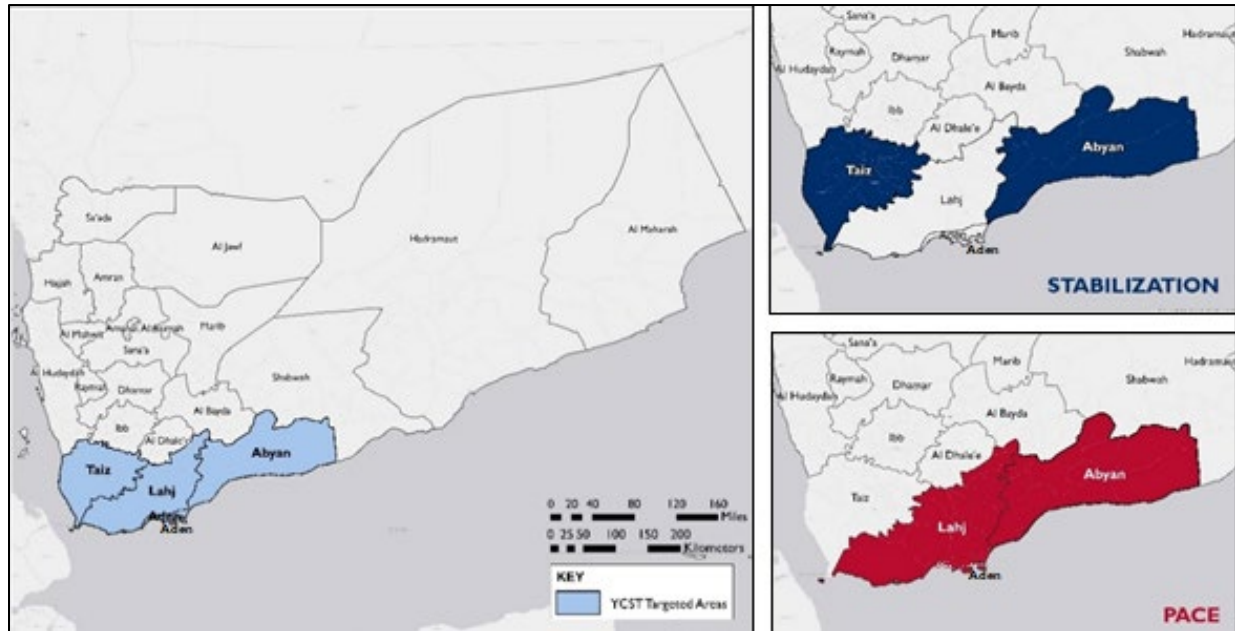 Sa'ada
Al Jawf
Hadramaut
Al Maharah
Hajjah
Amran
Al Mahwit
Marib
Sana'a
Al Hudaydah
Raymah
Dhamar
Shabwah
Al Bayda
Ibb
Al Dhale'e
Abyan
Taiz
Lahj
Aden
0 20 40 80 120 160
Miles
0 25 50 100 150 200
Kilometers
KEY
YCST Targeted Areas
Sana'a
Marib
Hadramaut
Raymah
Dhamar
Shabwah
Al Hudaydah
Al Bayda
Ibb
Al Dhale'e
Abyan
Taiz
Lahj
Aden
Aden
STABILIZATION
Sana'a
Marib
Hadramaut
Raymah
Dhamar
Shabwah
Al Hudaydah
Al Bayda
Ibb
Al Dhale'e
Abyan
Taiz
Lahj
Aden
PACE